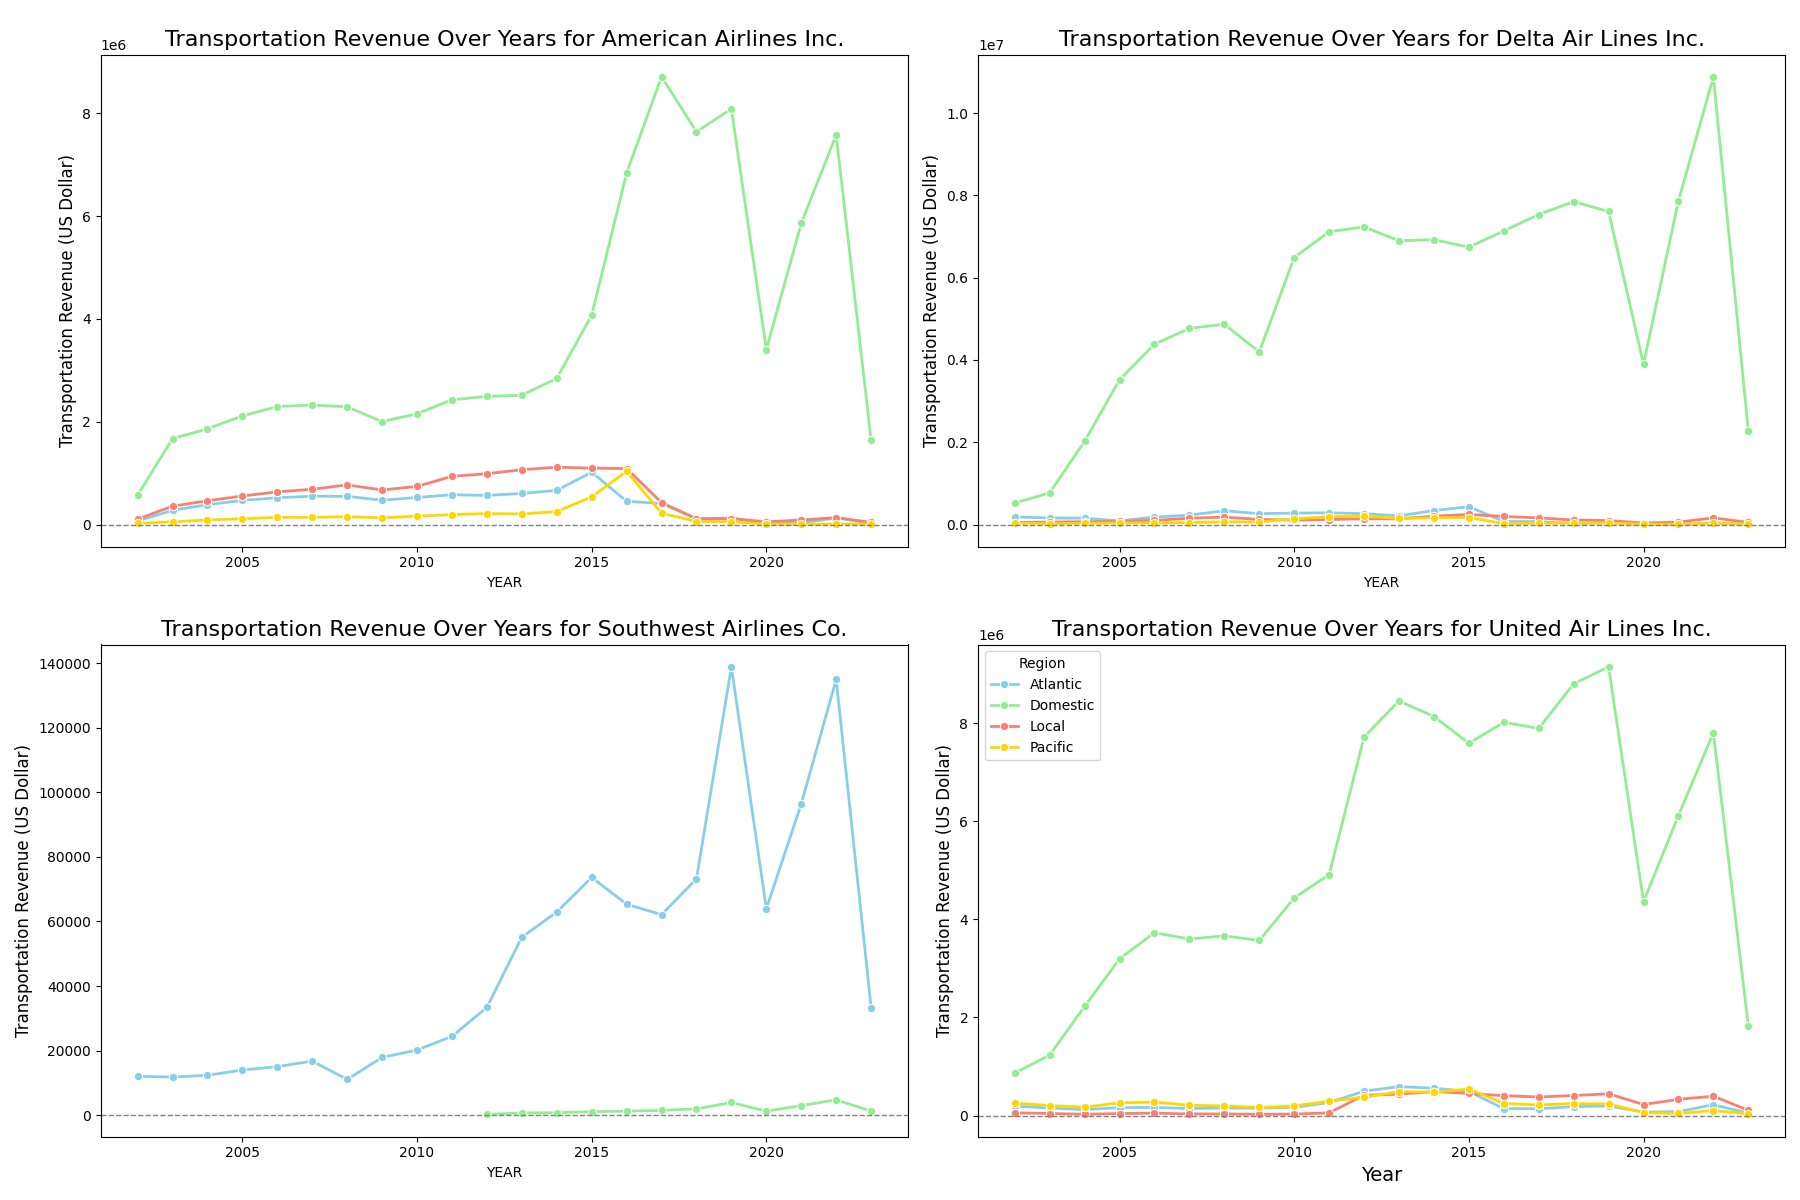 Transportation Revenue Over Years for American Airlines Inc.
1e6
8
6
4
2
0
Transportation Revenue (US Dollar)
2005 2010 2015 2020
YEAR
Transportation Revenue Over Years for Delta Air Lines Inc.
1e7
1.0
0.8
0.6
0.4
0.2
0.0
Transportation Revenue (US Dollar)
2005 2010 2015 2020
YEAR
Transportation Revenue Over Years for Southwest Airlines Co.
140000
120000
100000
80000
60000
40000
20000
0
Transportation Revenue (US Dollar)
2005 2010 2015 2020
YEAR
Transportation Revenue Over Years for United Air Lines Inc.
1e6
Region
Atlantic
Domestic
Local
Pacific
8
6
4
2
0
Transportation Revenue (US Dollar)
2005 2010 2015 2020
Year